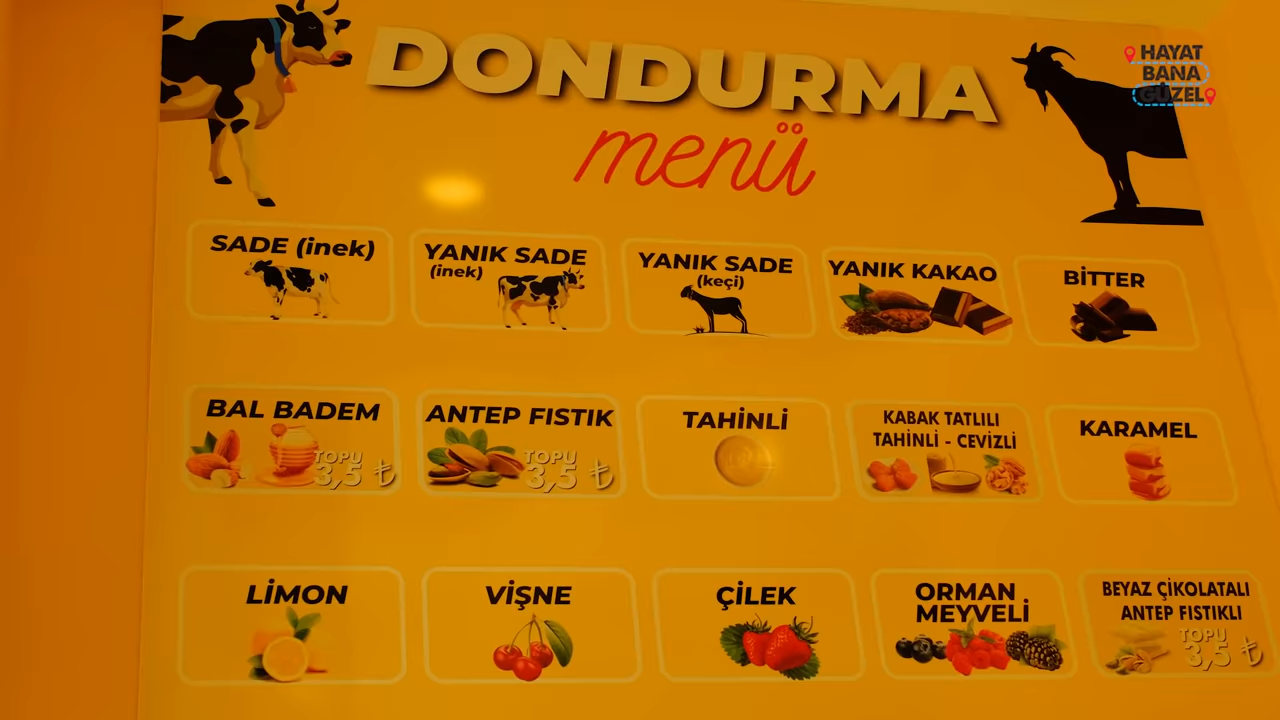 DONDURMA
menü
HAYAT
BANA
GÜZEL
SADE (inek)
YANIK SADE
(inek)
YANIK SADE
(keçi)
YANIK KAKAO
BİTTER
BAL BADEM
TOPU
3,5 ₺
ANTEP FISTIK
TOPU
3,5 ₺
TAHİNLİ
KABAK TATLILI
TAHİNLİ - CEVİZLİ
KARAMEL
LİMON
VİŞNE
ÇİLEK
ORMAN
MEYVELİ
BEYAZ ÇİKOLATALI
ANTEP FISTIKLI
TOPU
3,5 ₺